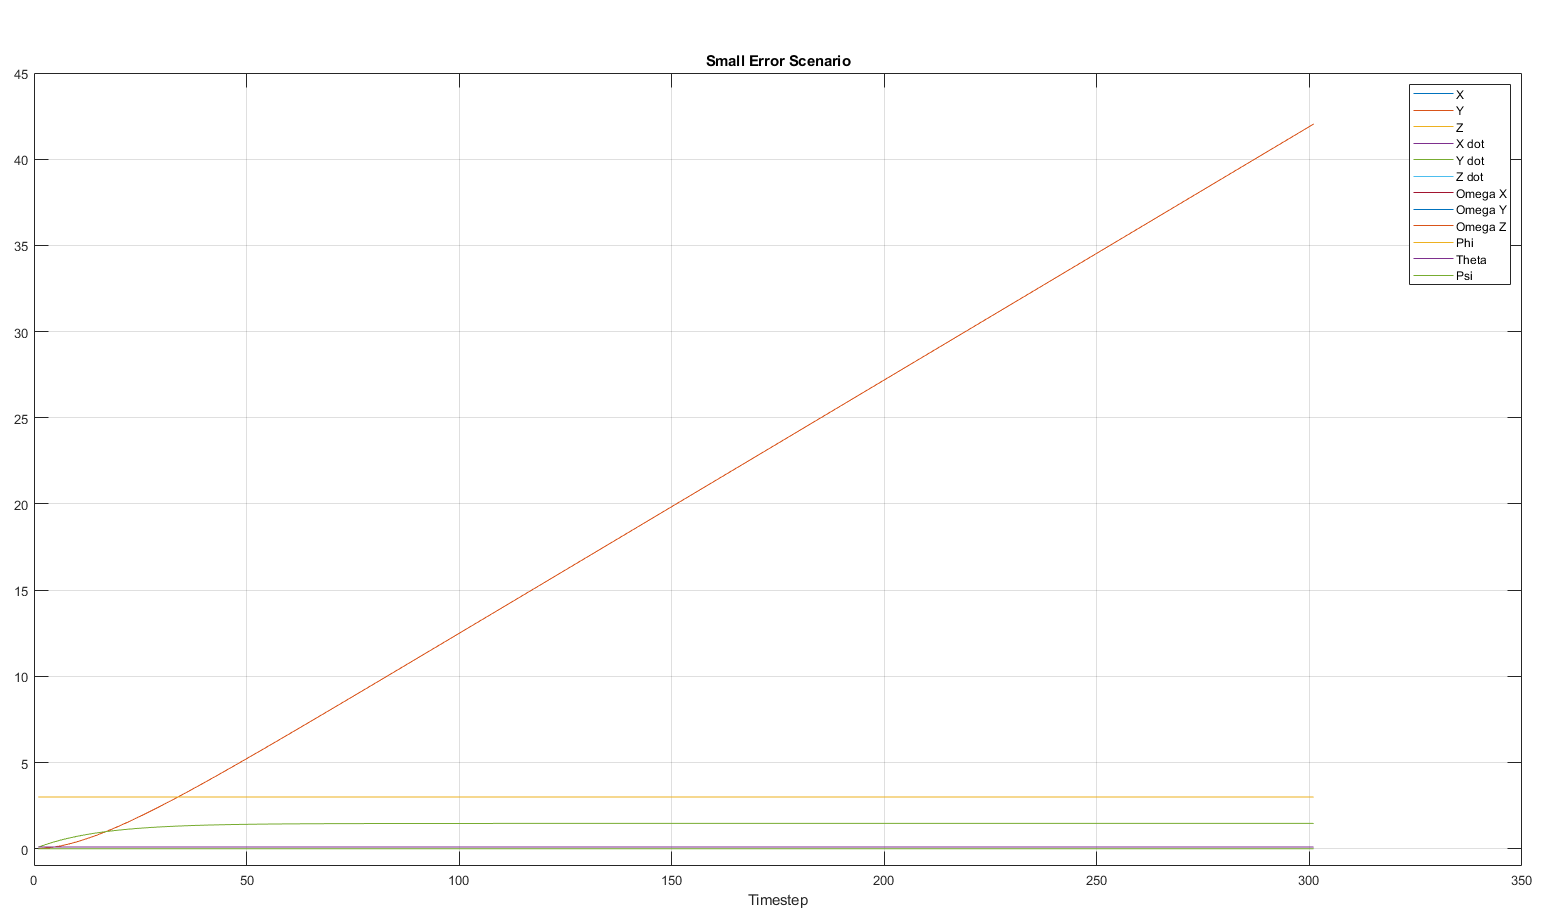 Small Error Scenario
45
40
35
30
25
20
15
10
5
0
0 50 100 150 200 250 300 350
Timestep
X
Y
Z
X dot
Y dot
Z dot
Omega X
Omega Y
Omega Z
Phi
Theta
Psi